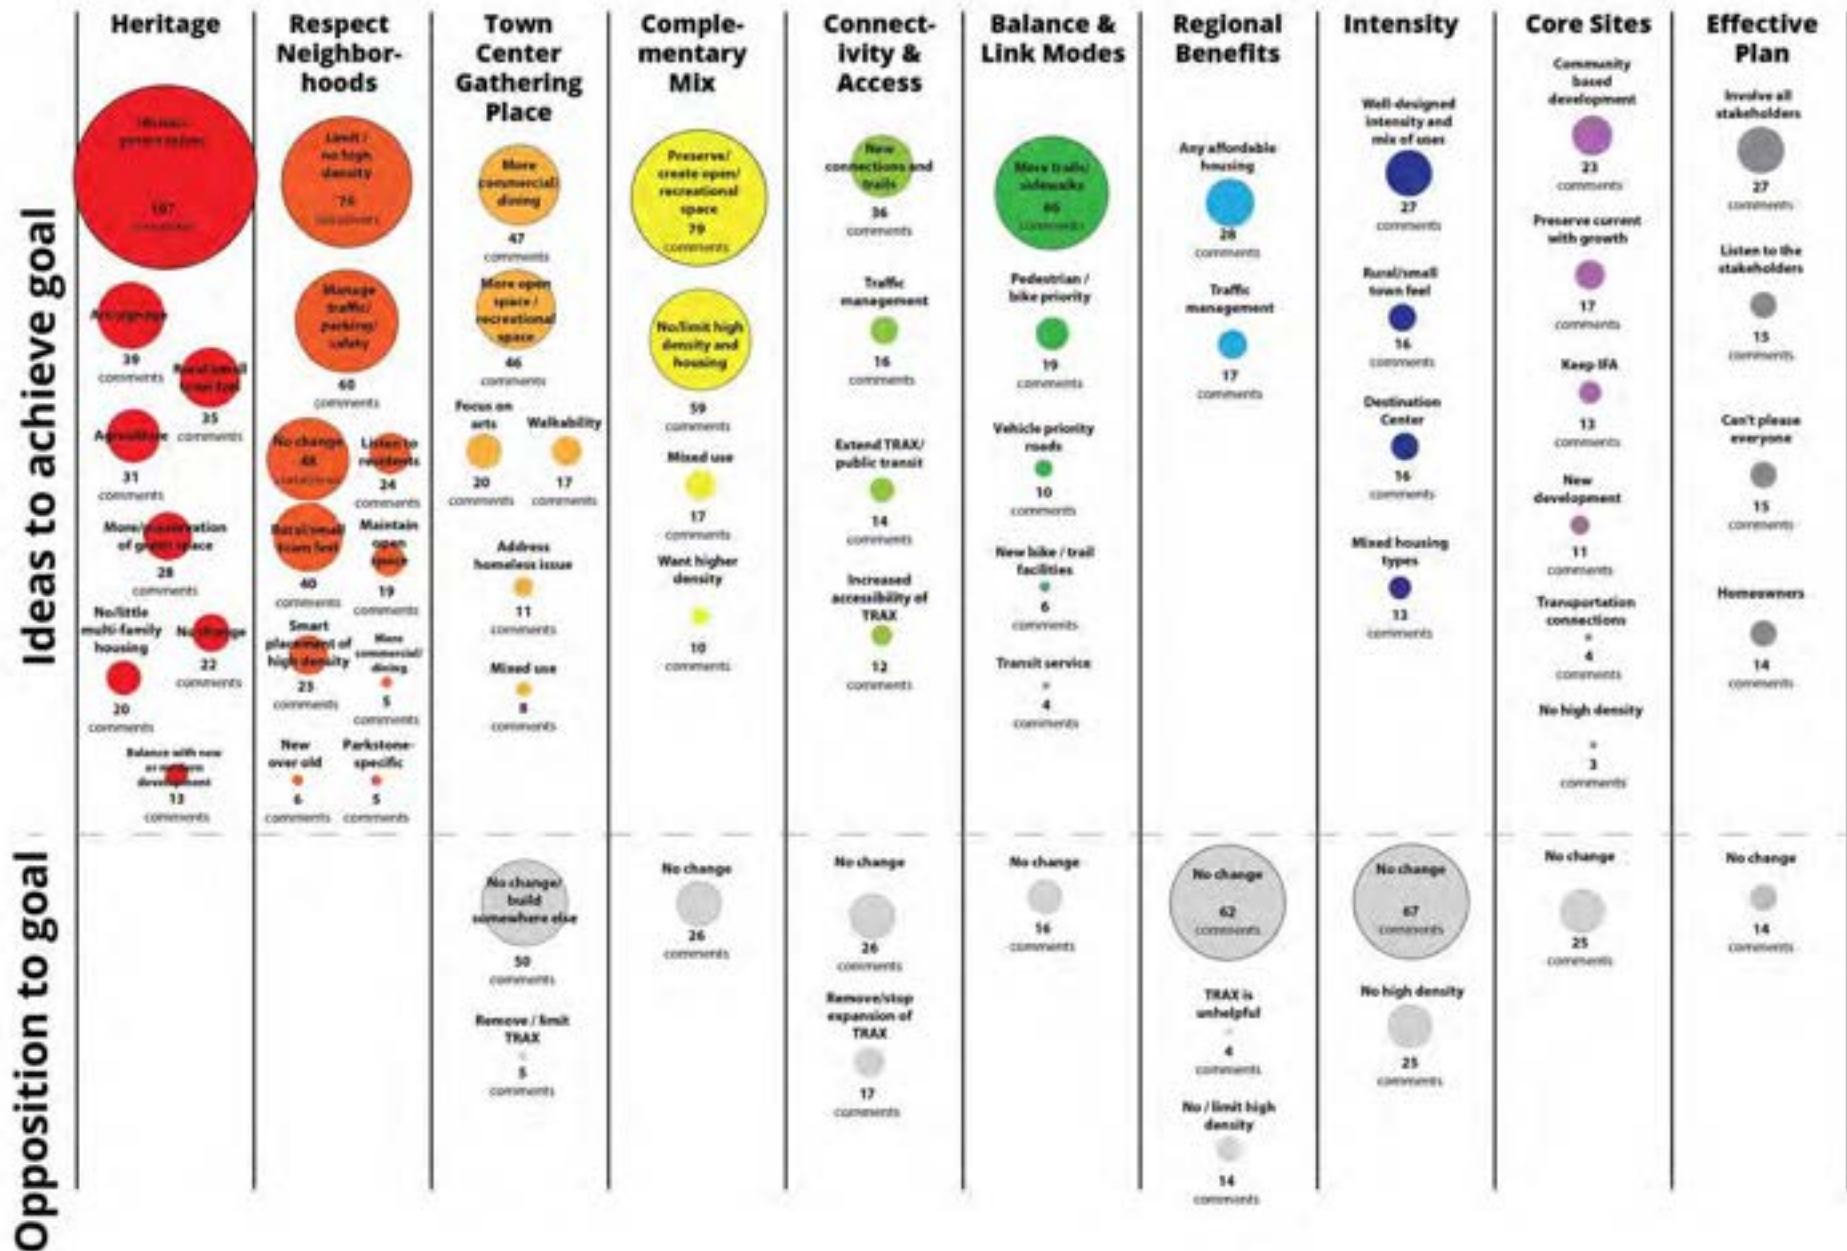 Ideas to achieve goal
Opposition to goal
Heritage
107
Art/signage
39
comments
Rural/small
town feel
35
comments
Agriculture
31
comments
More/preservation
of green space
28
comments
No/little
multi-family
housing
20
comments
No change
22
comments
Balance with new
or modern
development
13
comments
Respect
Neighbor-
hoods
Limit /
no high
density
76
comments
Manage
traffic/
parking/
safety
60
comments
No change
48
comments
Listen to
residents
24
comments
Rural/small
town feel
40
comments
Maintain
open
space
19
comments
Smart
placement of
high density
23
comments
More
commercial/
dining
5
comments
New
over old
6
comments
Parkstone-
specific
5
comments
Town
Center
Gathering
Place
More
commercial/
dining
47
comments
More open
space /
recreational
space
46
comments
Focus on
arts
20
comments
Walkability
17
comments
Address
homeless issue
11
comments
Mixed use
8
comments
No change/
build
somewhere else
50
comments
Remove / limit
TRAX
5
comments
Comple-
mentary
Mix
Preserve/
create open/
recreational
space
79
comments
No/limit high
density and
housing
59
comments
Mixed use
17
comments
Want higher
density
10
comments
No change
26
comments
Connect-
ivity &
Access
New
connections and
trails
36
comments
Traffic
management
16
comments
Extend TRAX/
public transit
14
comments
Increased
accessibility of
TRAX
12
comments
No change
26
comments
Remove/stop
expansion of
TRAX
17
comments
Balance &
Link Modes
More trails/
sidewalks
66
comments
Pedestrian /
bike priority
19
comments
Vehicle priority
roads
10
comments
New bike / trail
facilities
6
comments
Transit service
4
comments
No change
16
comments
Regional
Benefits
Any affordable
housing
28
comments
Traffic
management
17
comments
No change
62
comments
TRAX is
unhelpful
4
comments
No / limit high
density
14
comments
Intensity
Well-designed
intensity and
mix of uses
27
comments
Rural/small
town feel
16
comments
Destination
Center
16
comments
Mixed housing
types
13
comments
No change
67
comments
No high density
25
comments
Core Sites
Community
based
development
23
comments
Preserve current
with growth
17
comments
Keep IFA
13
comments
New
development
11
comments
Transportation
connections
4
comments
No high density
3
comments
No change
25
comments
Effective
Plan
Involve all
stakeholders
27
comments
Listen to the
stakeholders
15
comments
Can't please
everyone
15
comments
Homeowners
14
comments
No change
14
comments